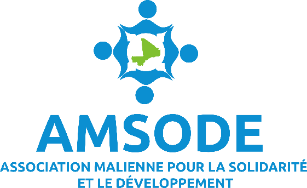 AMSODE
ASSOCIATION MALIENNE POUR LA SOLIDARITÉ
ET LE DÉVELOPPEMENT